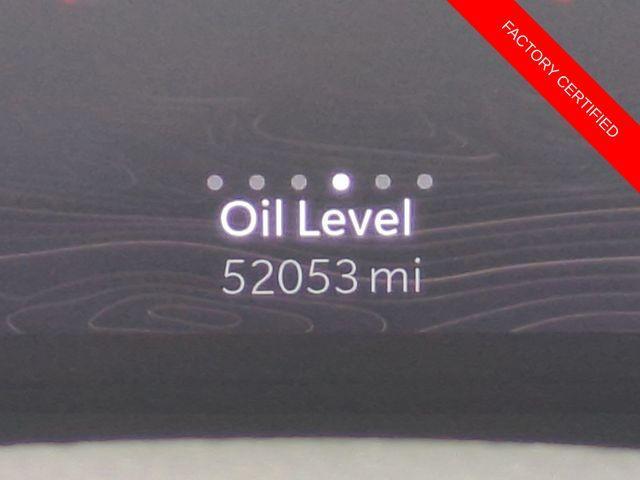 FACTORY CERTIFIED
Oil Level
52053 mi